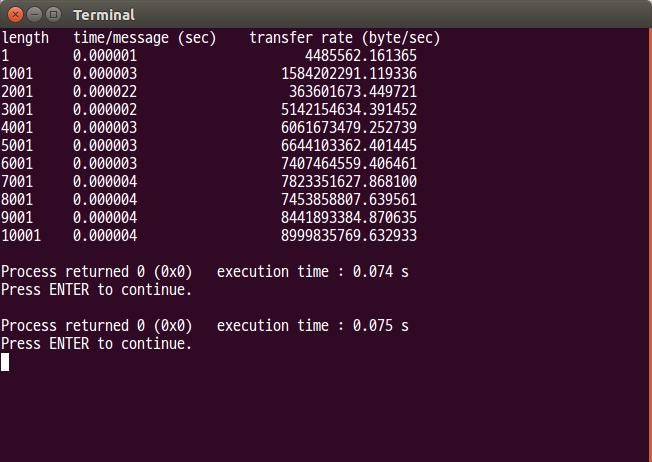 Terminal
length   time/message (sec)    transfer rate (byte/sec)
1        0.000001                     4485562.161365
1001     0.000003                  1584202291.119336
2001     0.000022                   363601673.449721
3001     0.000002                  5142154634.391452
4001     0.000003                  6061673479.252739
5001     0.000003                  6644103362.401445
6001     0.000003                  7407464559.406461
7001     0.000004                  7823351627.868100
8001     0.000004                  7453858807.639561
9001     0.000004                  8441893384.870635
10001    0.000004                  8999835769.632933
Process returned 0 (0x0)   execution time : 0.074 s
Press ENTER to continue.
Process returned 0 (0x0)   execution time : 0.075 s
Press ENTER to continue.